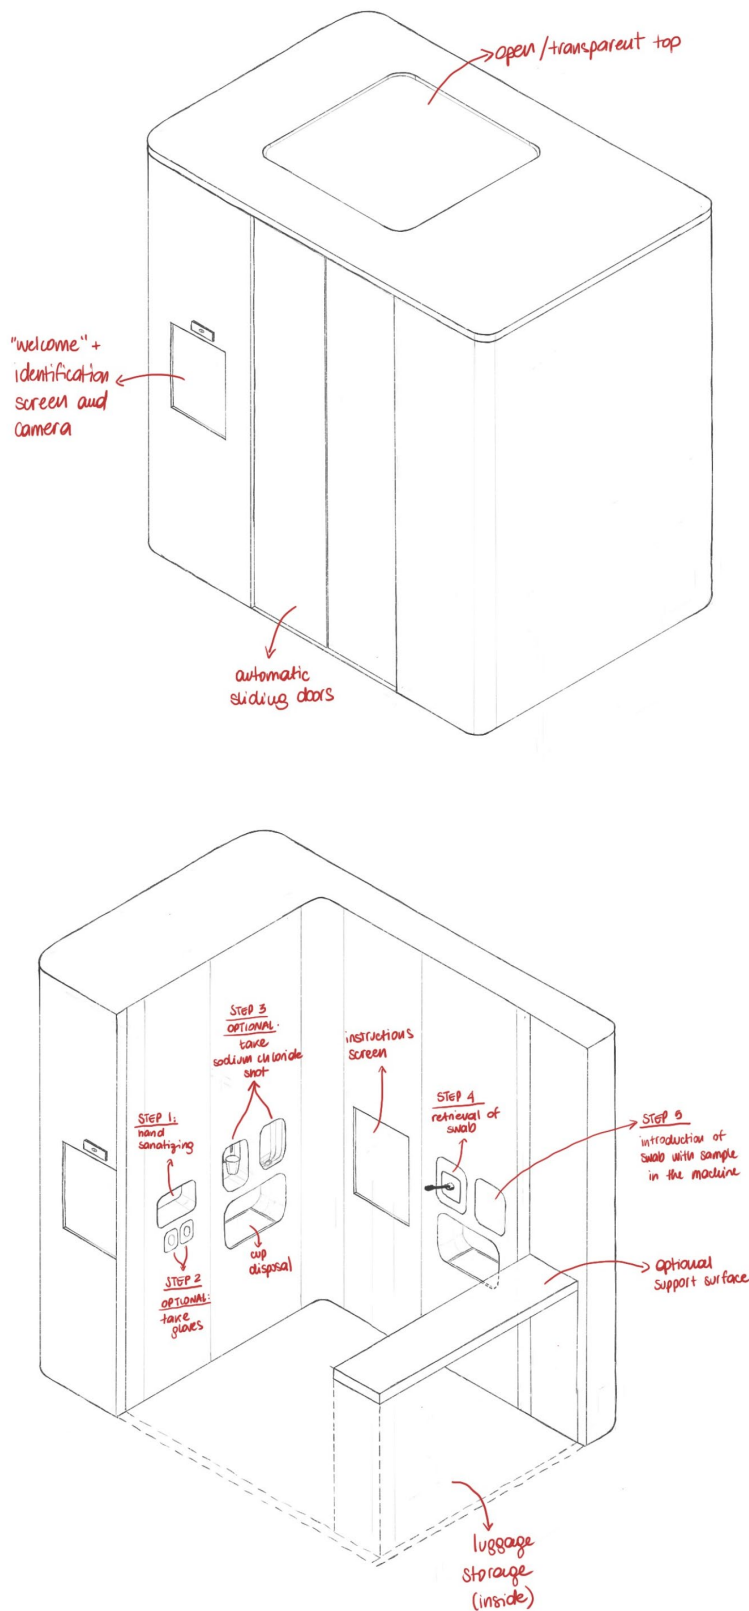 open/transparent top
"welcome" +
identification
screen and
camera
automatic
sliding doors
STEP 3
OPTIONAL:
take
sodium chloride
shot
instructions
screen
STEP 4
retrieval of
swab
STEP 1:
hand
sanatizing
STEP 5
introduction of
swab with sample
in the machine
cup
disposal
STEP 2
OPTIONAL:
take
gloves
optional
support surface
luggage
storage
(inside)